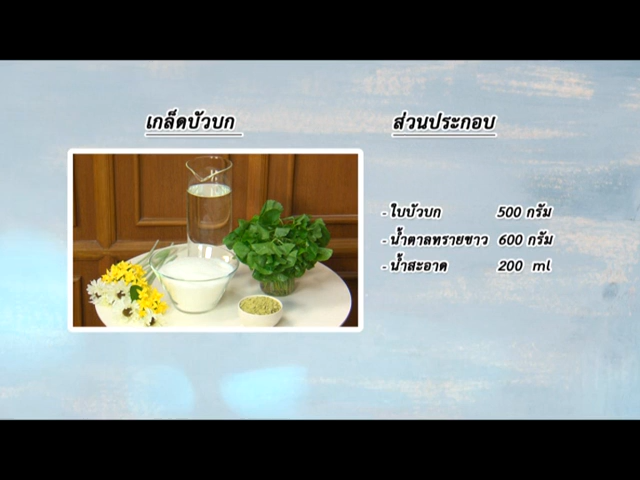 เกล็ดบัวบก
ส่วนประกอบ
- ใบบัวบก 500 กรัม
- น้ำตาลทรายขาว 600 กรัม
- น้ำสะอาด 200 ml